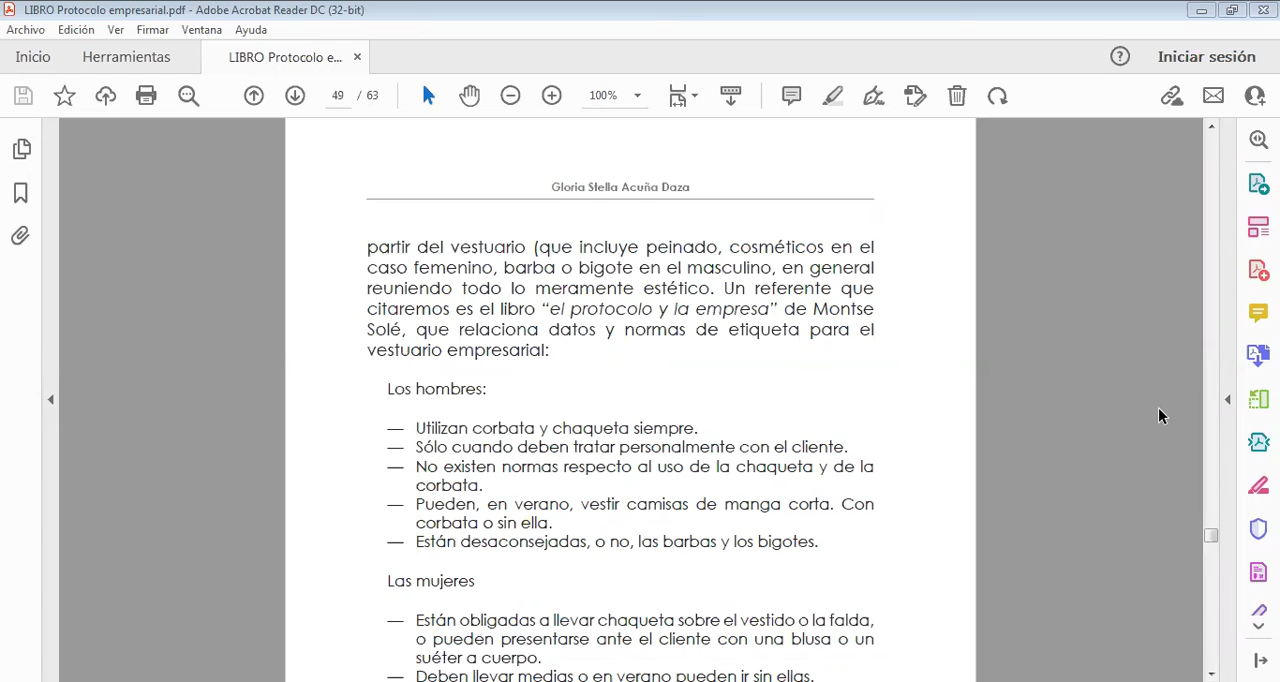 LIBRO Protocolo empresarial.pdf - Adobe Acrobat Reader DC (32-bit)
Archivo Edición Ver Firmar Ventana Ayuda
Inicio Herramientas LIBRO Protocolo e... × Iniciar sesión
49 / 63 100%
Gloria Stella Acuña Daza
partir del vestuario (que incluye peinado, cosméticos en el
caso femenino, barba o bigote en el masculino, en general
reuniendo todo lo meramente estético. Un referente que
citaremos es el libro “el protocolo y la empresa” de Montse
Solé, que relaciona datos y normas de etiqueta para el
vestuario empresarial:
Los hombres:
— Utilizan corbata y chaqueta siempre.
— Sólo cuando deben tratar personalmente con el cliente.
— No existen normas respecto al uso de la chaqueta y de la
corbata.
— Pueden, en verano, vestir camisas de manga corta. Con
corbata o sin ella.
— Están desaconsejadas, o no, las barbas y los bigotes.
Las mujeres
— Están obligadas a llevar chaqueta sobre el vestido o la falda,
o pueden presentarse ante el cliente con una blusa o un
suéter a cuerpo.
— Deben llevar medias o en verano pueden ir sin ellas.